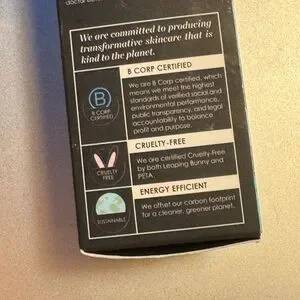 We are committed to producing
transformative skincare that is
kind to the planet.
B CORP CERTIFIED
We are B Corp certified, which
means we meet the highest
standards of verified social and
environmental performance,
public transparency, and legal
accountability to balance
profit and purpose.
B
B CORP
CERTIFIED
CRUELTY-FREE
We are certified Cruelty-Free
by both Leaping Bunny and
PETA.
CRUELTY
FREE
ENERGY EFFICIENT
We offset our carbon footprint
for a cleaner, greener planet.
SUSTAINABLE